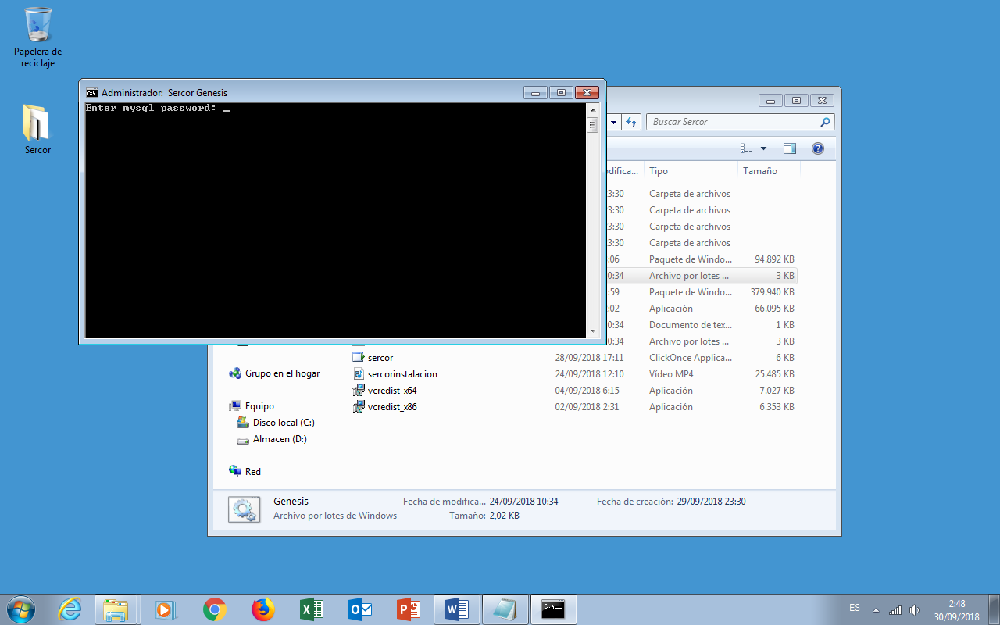 Papelera de
reciclaje
Sercor
Administrador: Sercor Genesis
Enter mysql password: _
Buscar Sercor
difica... Tipo Tamaño
3:30 Carpeta de archivos
3:30 Carpeta de archivos
3:30 Carpeta de archivos
3:30 Carpeta de archivos
:06 Paquete de Windo... 94.892 KB
0:34 Archivo por lotes ... 3 KB
:59 Paquete de Windo... 379.940 KB
:02 Aplicación 66.095 KB
0:34 Documento de tex... 1 KB
0:34 Archivo por lotes ... 3 KB
sercor 28/09/2018 17:11 ClickOnce Applica... 6 KB
sercorinstalacion 24/09/2018 12:10 Vídeo MP4 25.485 KB
vcredist_x64 04/09/2018 6:15 Aplicación 7.027 KB
vcredist_x86 02/09/2018 2:31 Aplicación 6.353 KB
Grupo en el hogar
Equipo
Disco local (C:)
Almacen (D:)
Red
Genesis Fecha de modifica... 24/09/2018 10:34 Fecha de creación: 29/09/2018 23:30
Archivo por lotes de Windows Tamaño: 2,02 KB
ES
2:48
30/09/2018